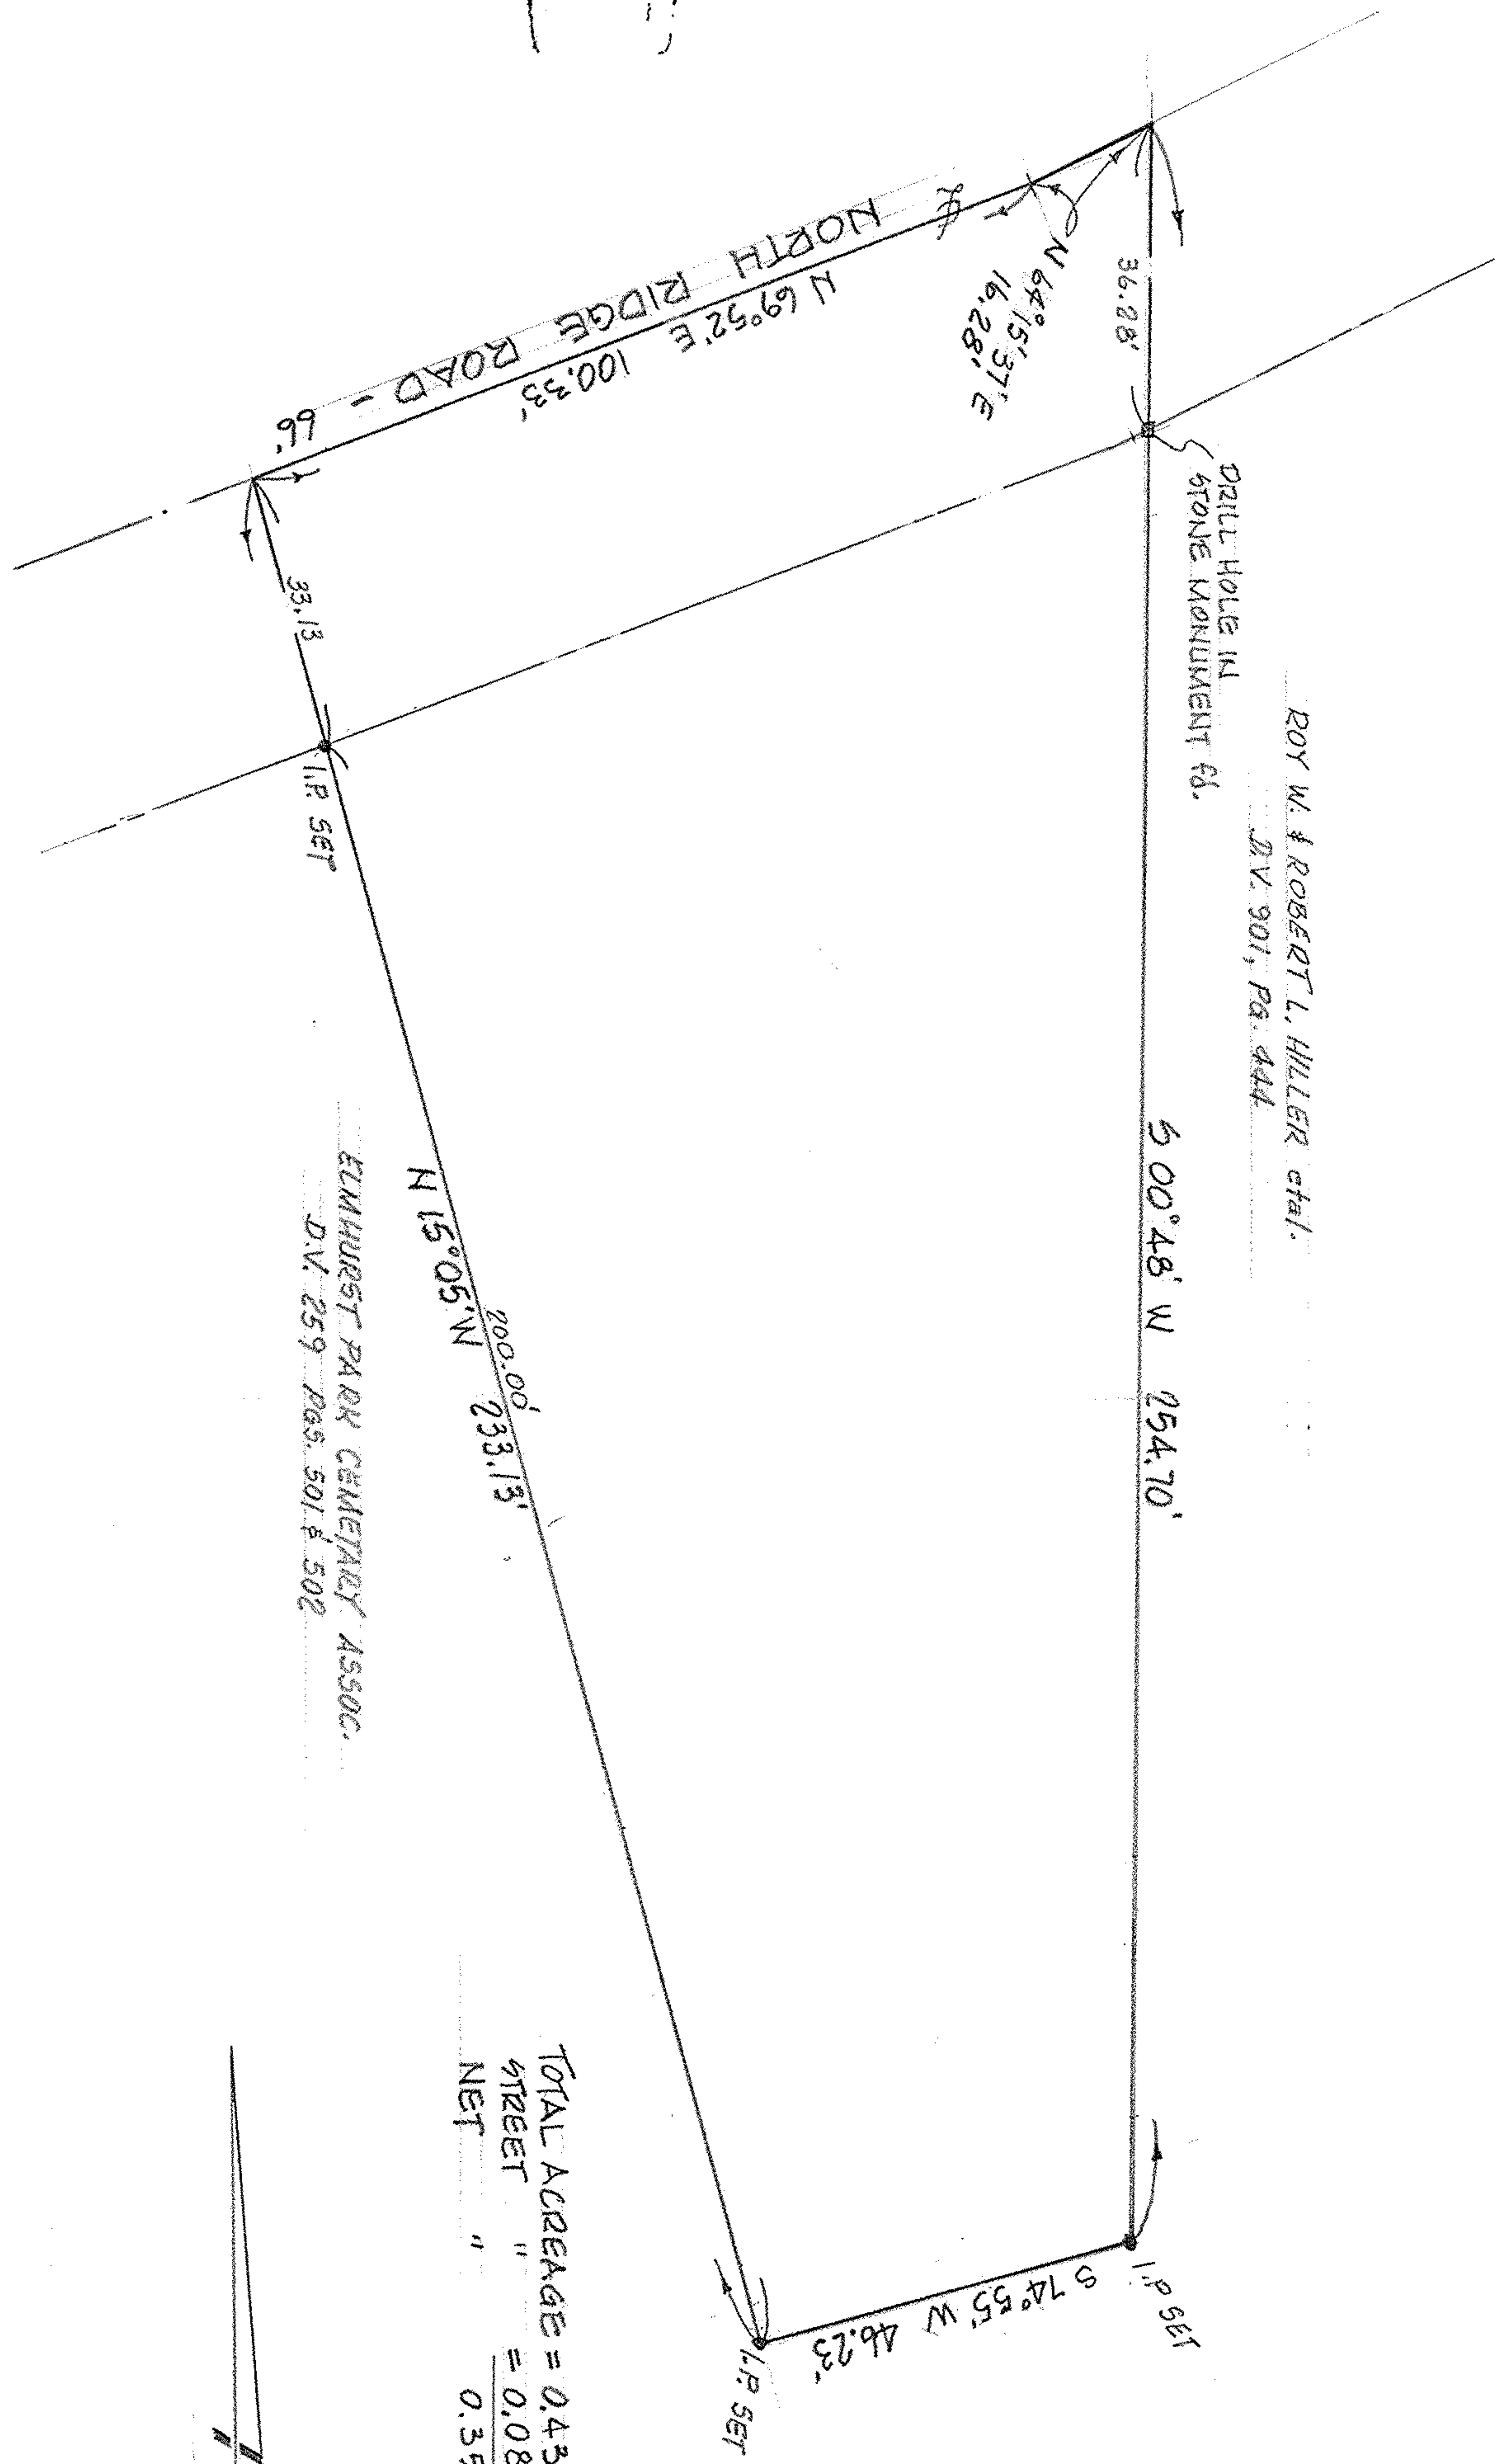 NORTH RIDGE ROAD - 66'
N 69°52' E 100.33'
N 64°15'37" E
16.28'
36.28'
DRILL HOLE IN
STONE MONUMENT fd.
ROY W. & ROBERT L. HILLER etal.
D.V. 901, PG. 444
33.13
I.P. SET
S 00°48' W 254.70'
N 15°05' W 233.13'
200.00'
ELMHURST PARK CEMETARY ASSOC.
D.V. 259 PGS. 501 & 502
S 74°55' W 46.23'
I.P SET
I.P. SET
TOTAL ACREAGE = 0.43
STREET " = 0.08
NET " 0.35